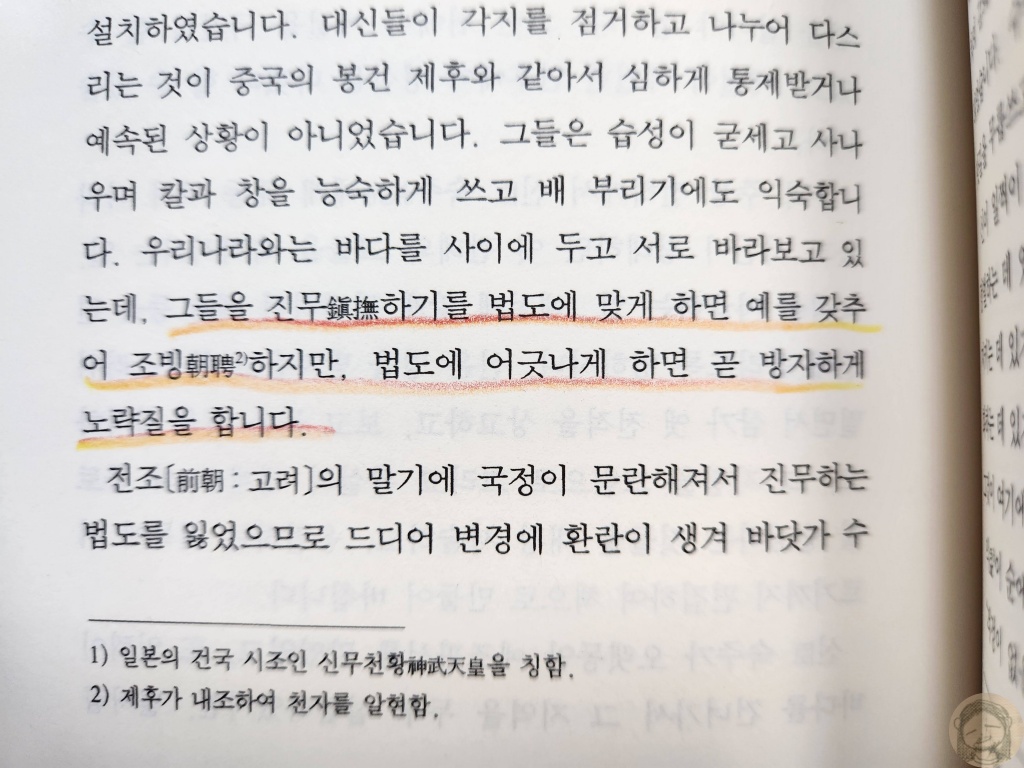 설치하였습니다. 대신들이 각지를 점거하고 나누어 다스
리는 것이 중국의 봉건 제후와 같아서 심하게 통제받거나
예속된 상황이 아니었습니다. 그들은 습성이 굳세고 사나
우며 칼과 창을 능숙하게 쓰고 배 부리기에도 익숙합니
다. 우리나라와는 바다를 사이에 두고 서로 바라보고 있
는데, 그들을 진무鎭撫하기를 법도에 맞게 하면 예를 갖추
어 조빙朝聘2)하지만, 법도에 어긋나게 하면 곧 방자하게
노략질을 합니다.
전조[前朝 : 고려]의 말기에 국정이 문란해져서 진무하는
법도를 잃었으므로 드디어 변경에 환란이 생겨 바닷가 수
1) 일본의 건국 시조인 신무천황神武天皇을 칭함.
2) 제후가 내조하여 천자를 알현함.